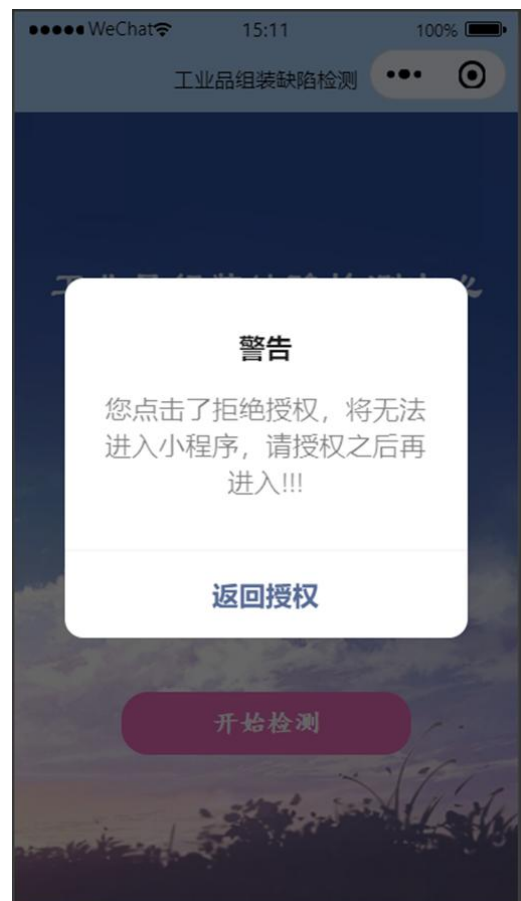 WeChat 15:11 100%
工业品组装缺陷检测
警告
您点击了拒绝授权，将无法
进入小程序，请授权之后再
进入!!!
返回授权
开始检测